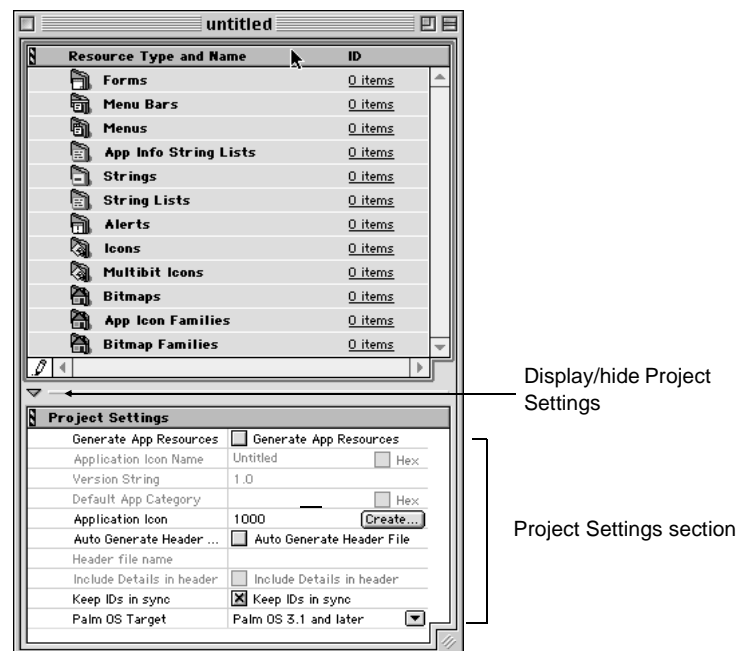 untitled
Resource Type and Name ID
Forms 0 items
Menu Bars 0 items
Menus 0 items
App Info String Lists 0 items
Strings 0 items
String Lists 0 items
Alerts 0 items
Icons 0 items
Multibit Icons 0 items
Bitmaps 0 items
App Icon Families 0 items
Bitmap Families 0 items
Display/hide Project
Settings
Project Settings
Generate App Resources Generate App Resources
Application Icon Name Untitled Hex
Version String 1.0
Default App Category Hex
Application Icon 1000 Create...
Auto Generate Header ... Auto Generate Header File
Project Settings section
Header file name
Include Details in header Include Details in header
Keep IDs in sync Keep IDs in sync
Palm OS Target Palm OS 3.1 and later